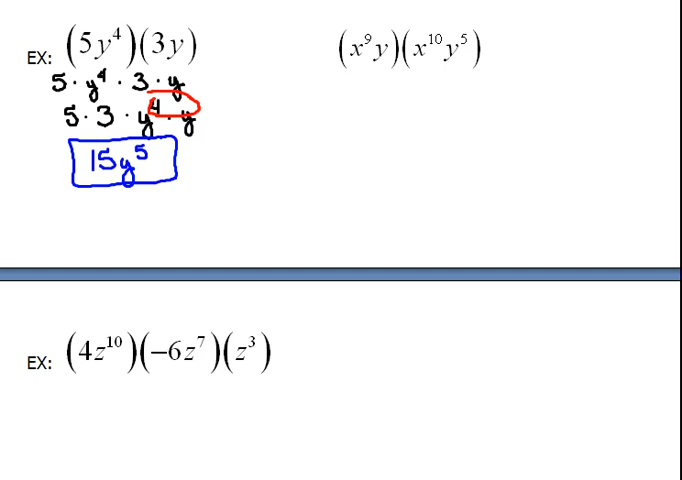 EX: (5y⁴)(3y)
(x⁹y)(x¹⁰y⁵)
5 · y⁴ · 3 · y
5 · 3 · y⁴ · y
15y⁵
EX: (4z¹⁰)(−6z⁷)(z³)